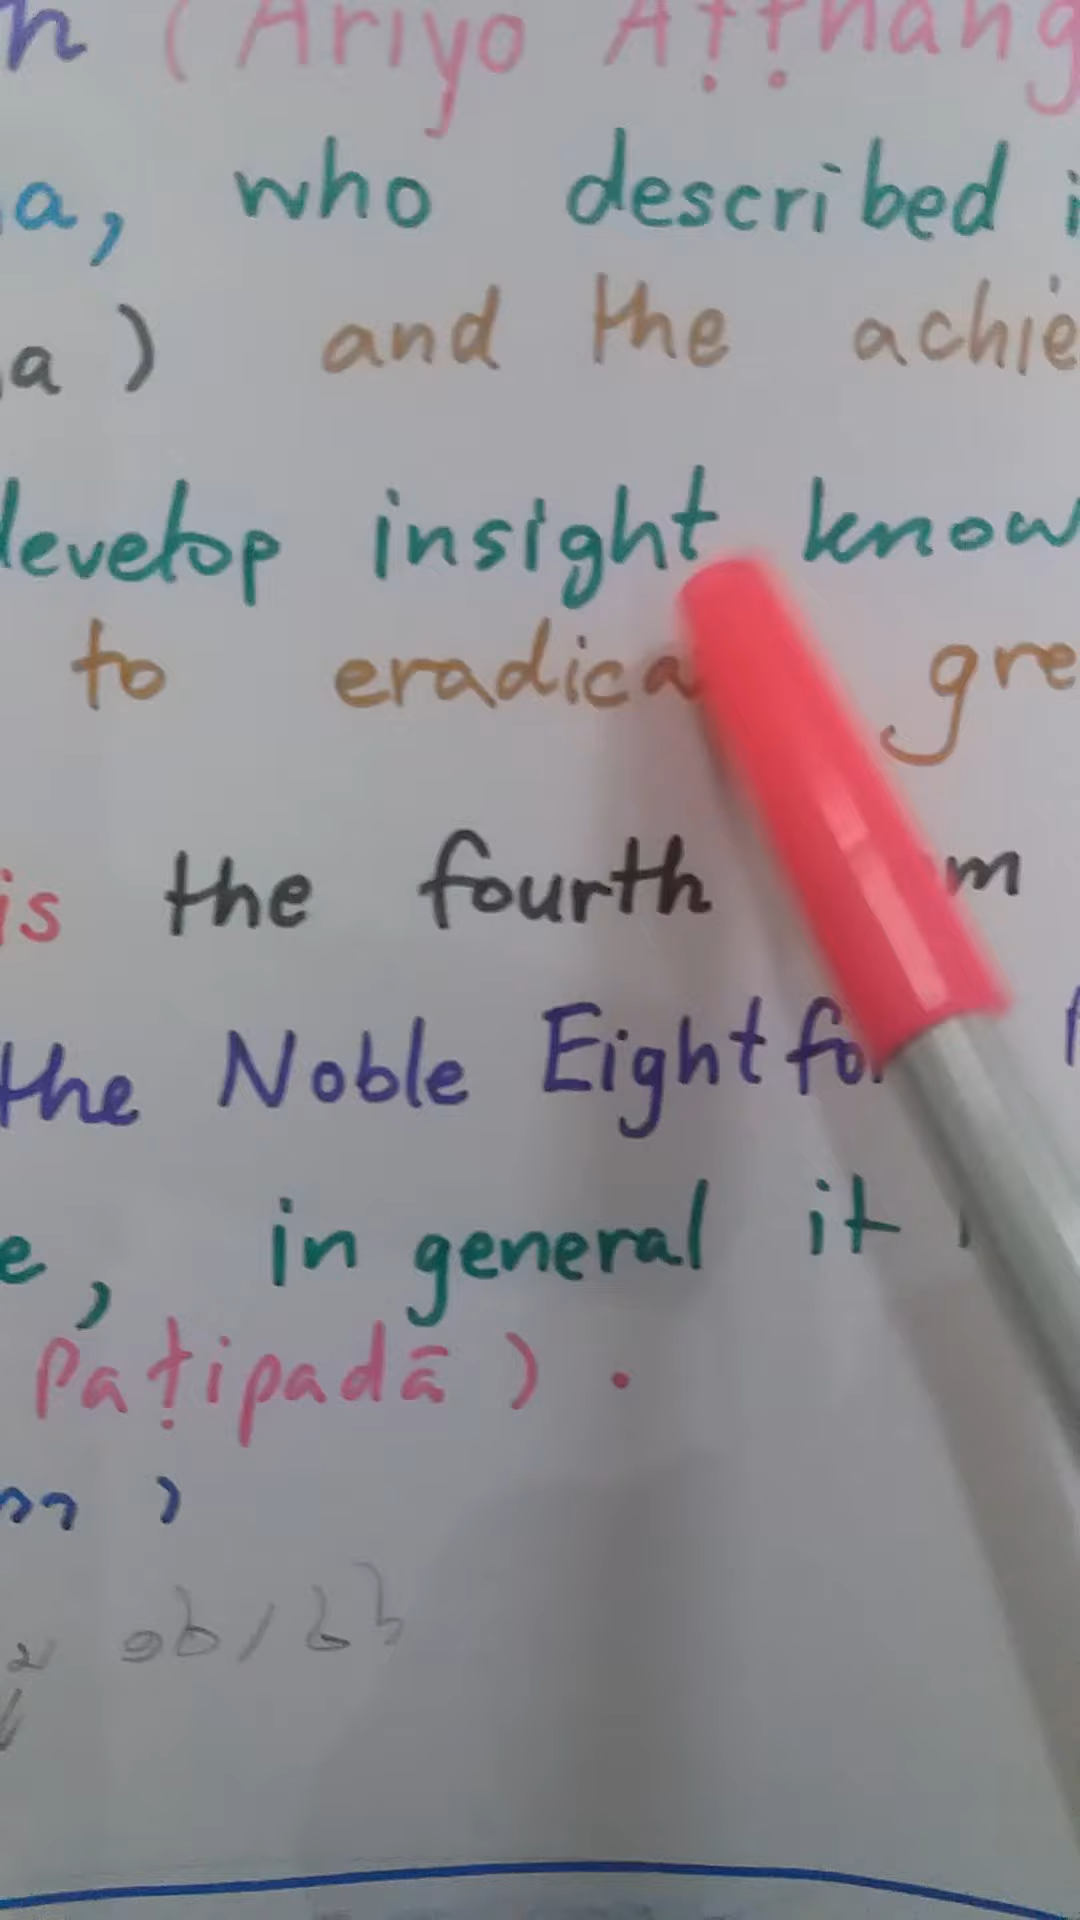 h (Ariyo Aṭṭhang
a, who described i
a) and the achie
develop insight know
to eradica gre
is the fourth m
the Noble Eightfo
e, in general it
Paṭipadā).